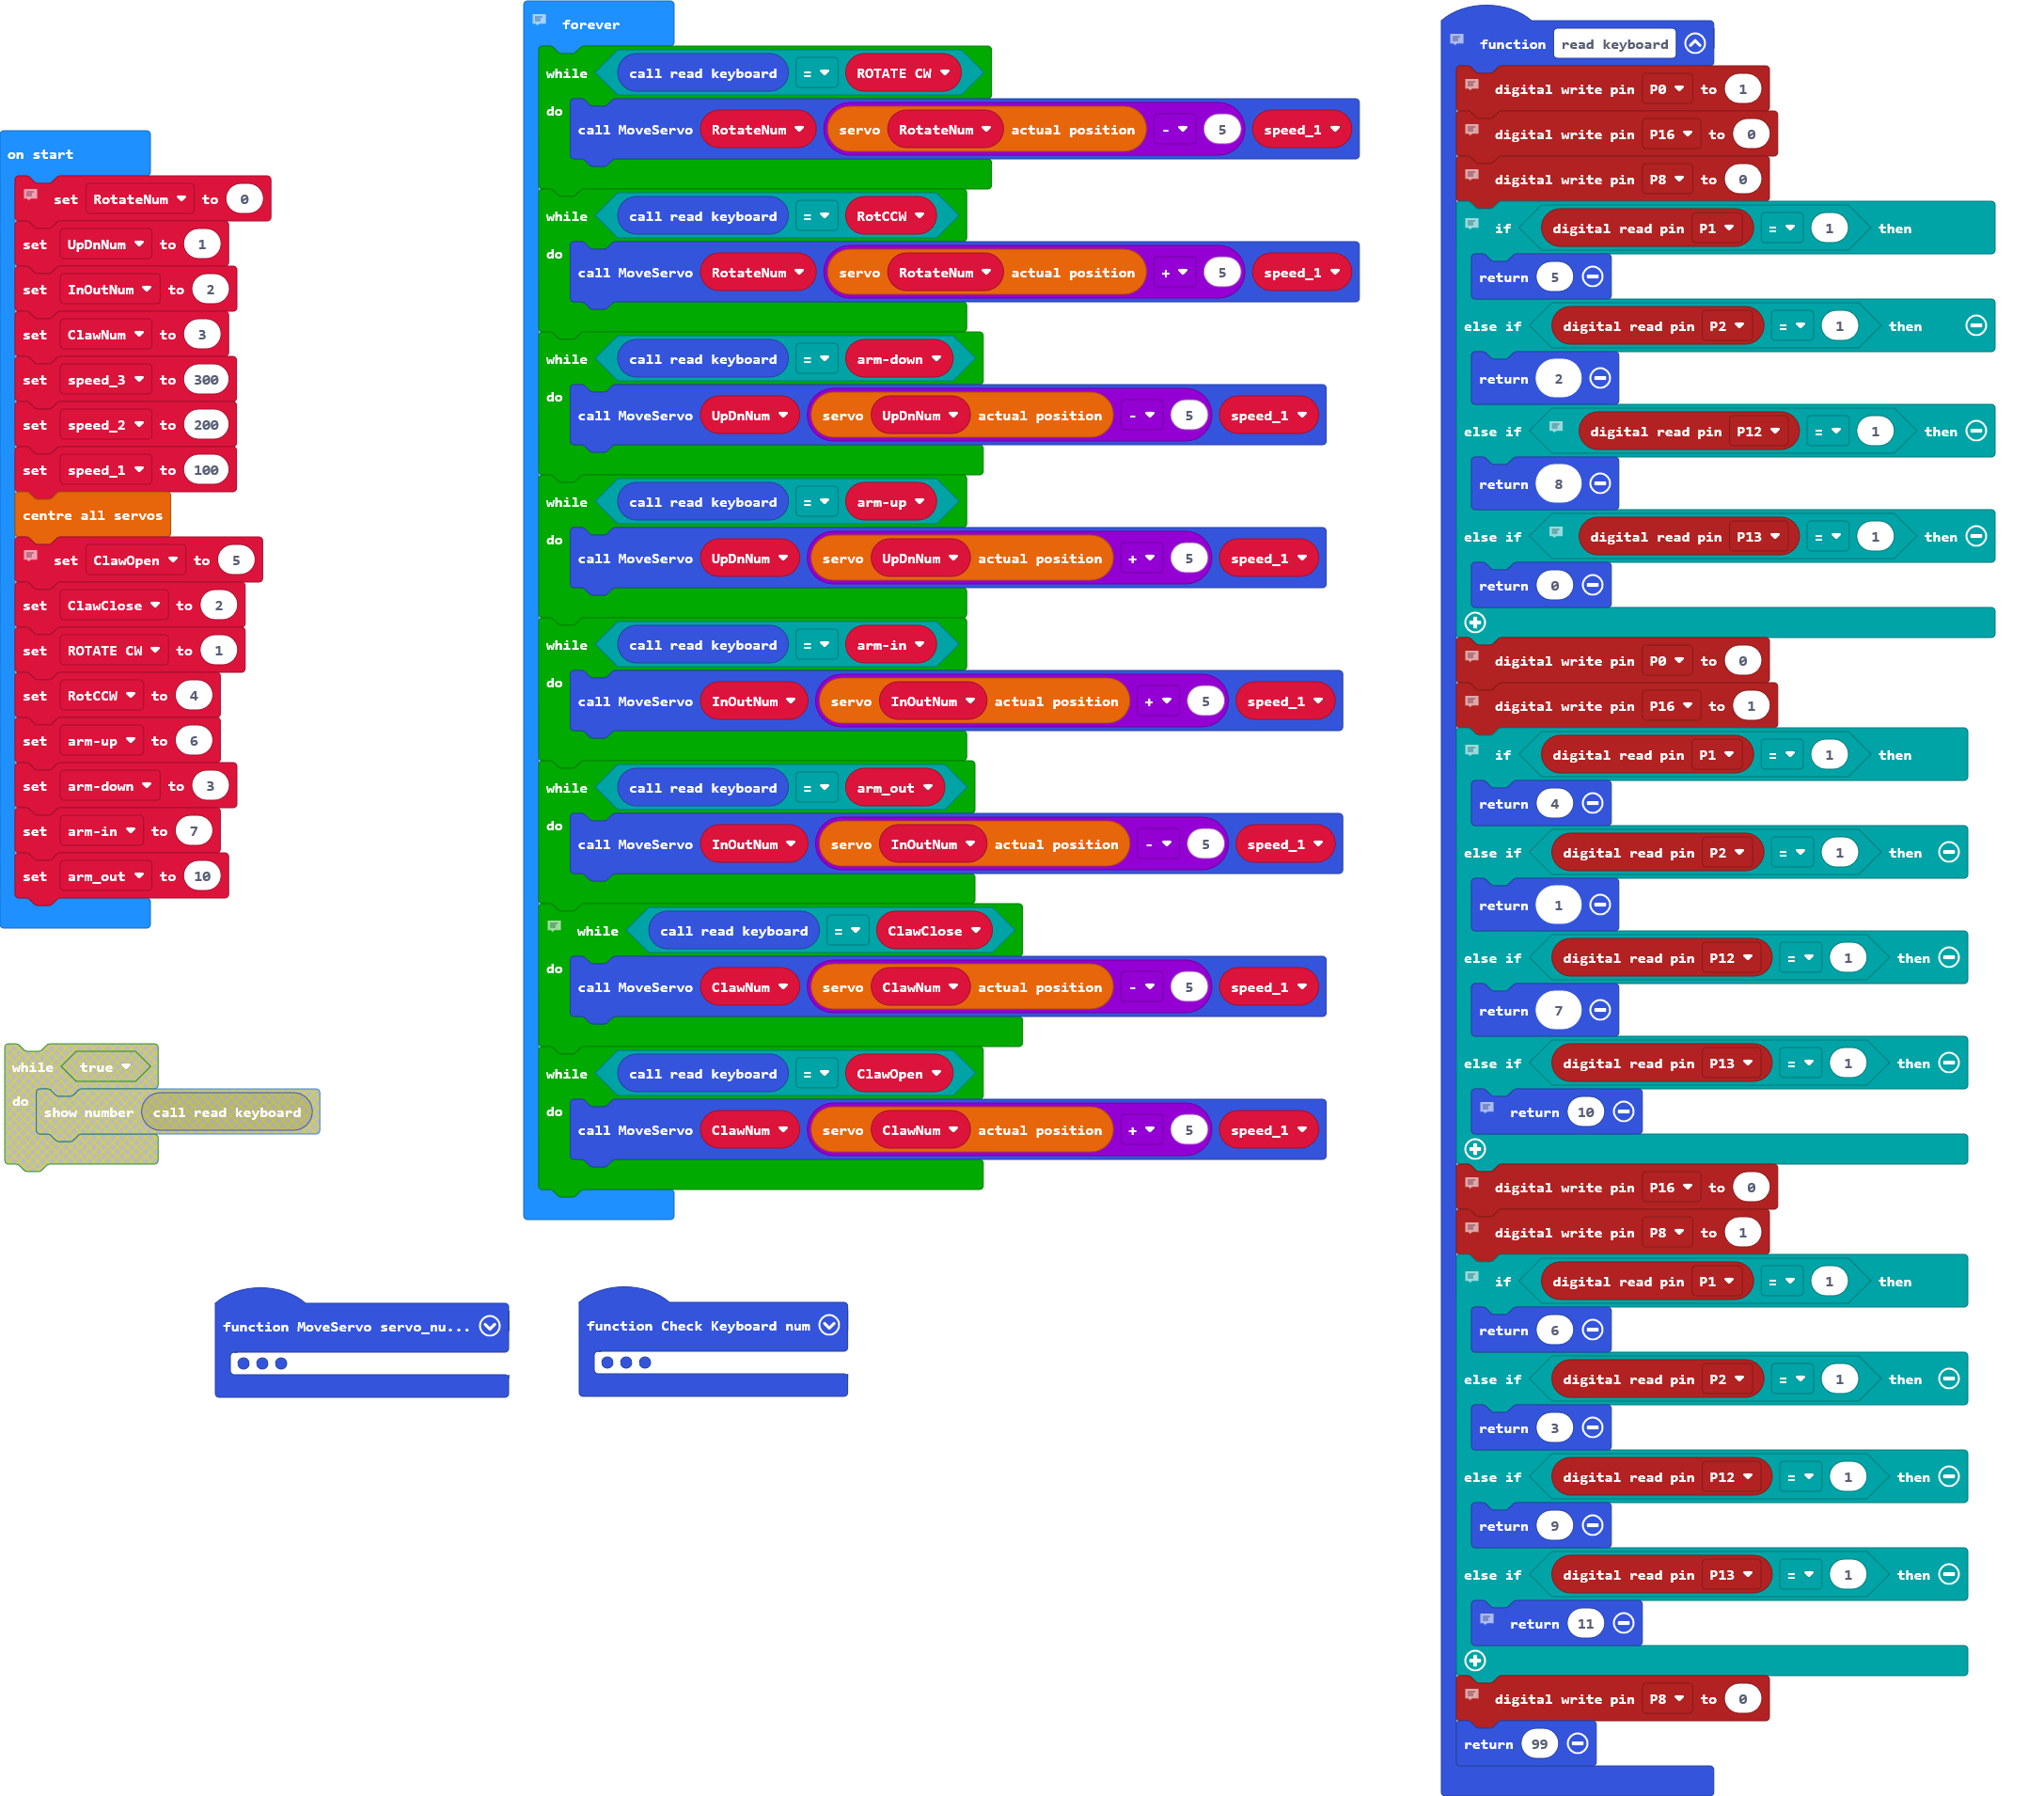 on start
set RotateNum to 0
set UpDnNum to 1
set InOutNum to 2
set ClawNum to 3
set speed_3 to 300
set speed_2 to 200
set speed_1 to 100
centre all servos
set ClawOpen to 5
set ClawClose to 2
set ROTATE CW to 1
set RotCCW to 4
set arm-up to 6
set arm-down to 3
set arm-in to 7
set arm_out to 10
while true
do
show number call read keyboard
forever
while call read keyboard = ROTATE CW
do
call MoveServo RotateNum servo RotateNum actual position - 5 speed_1
while call read keyboard = RotCCW
do
call MoveServo RotateNum servo RotateNum actual position + 5 speed_1
while call read keyboard = arm-down
do
call MoveServo UpDnNum servo UpDnNum actual position - 5 speed_1
while call read keyboard = arm-up
do
call MoveServo UpDnNum servo UpDnNum actual position + 5 speed_1
while call read keyboard = arm-in
do
call MoveServo InOutNum servo InOutNum actual position + 5 speed_1
while call read keyboard = arm_out
do
call MoveServo InOutNum servo InOutNum actual position - 5 speed_1
while call read keyboard = ClawClose
do
call MoveServo ClawNum servo ClawNum actual position - 5 speed_1
while call read keyboard = ClawOpen
do
call MoveServo ClawNum servo ClawNum actual position + 5 speed_1
function MoveServo servo_nu...
function Check Keyboard num
function read keyboard
digital write pin P0 to 1
digital write pin P16 to 0
digital write pin P8 to 0
if digital read pin P1 = 1 then
return 5
else if digital read pin P2 = 1 then
return 2
else if digital read pin P12 = 1 then
return 8
else if digital read pin P13 = 1 then
return 0
digital write pin P0 to 0
digital write pin P16 to 1
if digital read pin P1 = 1 then
return 4
else if digital read pin P2 = 1 then
return 1
else if digital read pin P12 = 1 then
return 7
else if digital read pin P13 = 1 then
return 10
digital write pin P16 to 0
digital write pin P8 to 1
if digital read pin P1 = 1 then
return 6
else if digital read pin P2 = 1 then
return 3
else if digital read pin P12 = 1 then
return 9
else if digital read pin P13 = 1 then
return 11
digital write pin P8 to 0
return 99